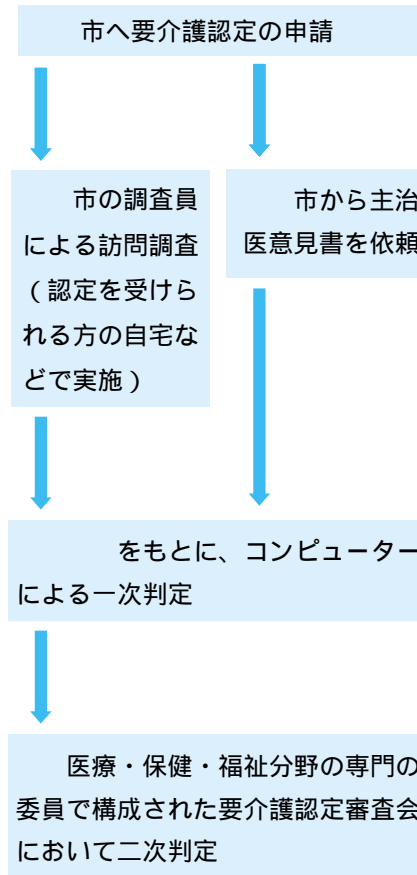 市へ要介護認定の申請
市の調査員
による訪問調査
(認定を受けら
れる方の自宅な
どで実施)
市から主治
医意見書を依頼
をもとに、コンピューター
による一次判定
医療・保健・福祉分野の専門の
委員で構成された要介護認定審査会
において二次判定